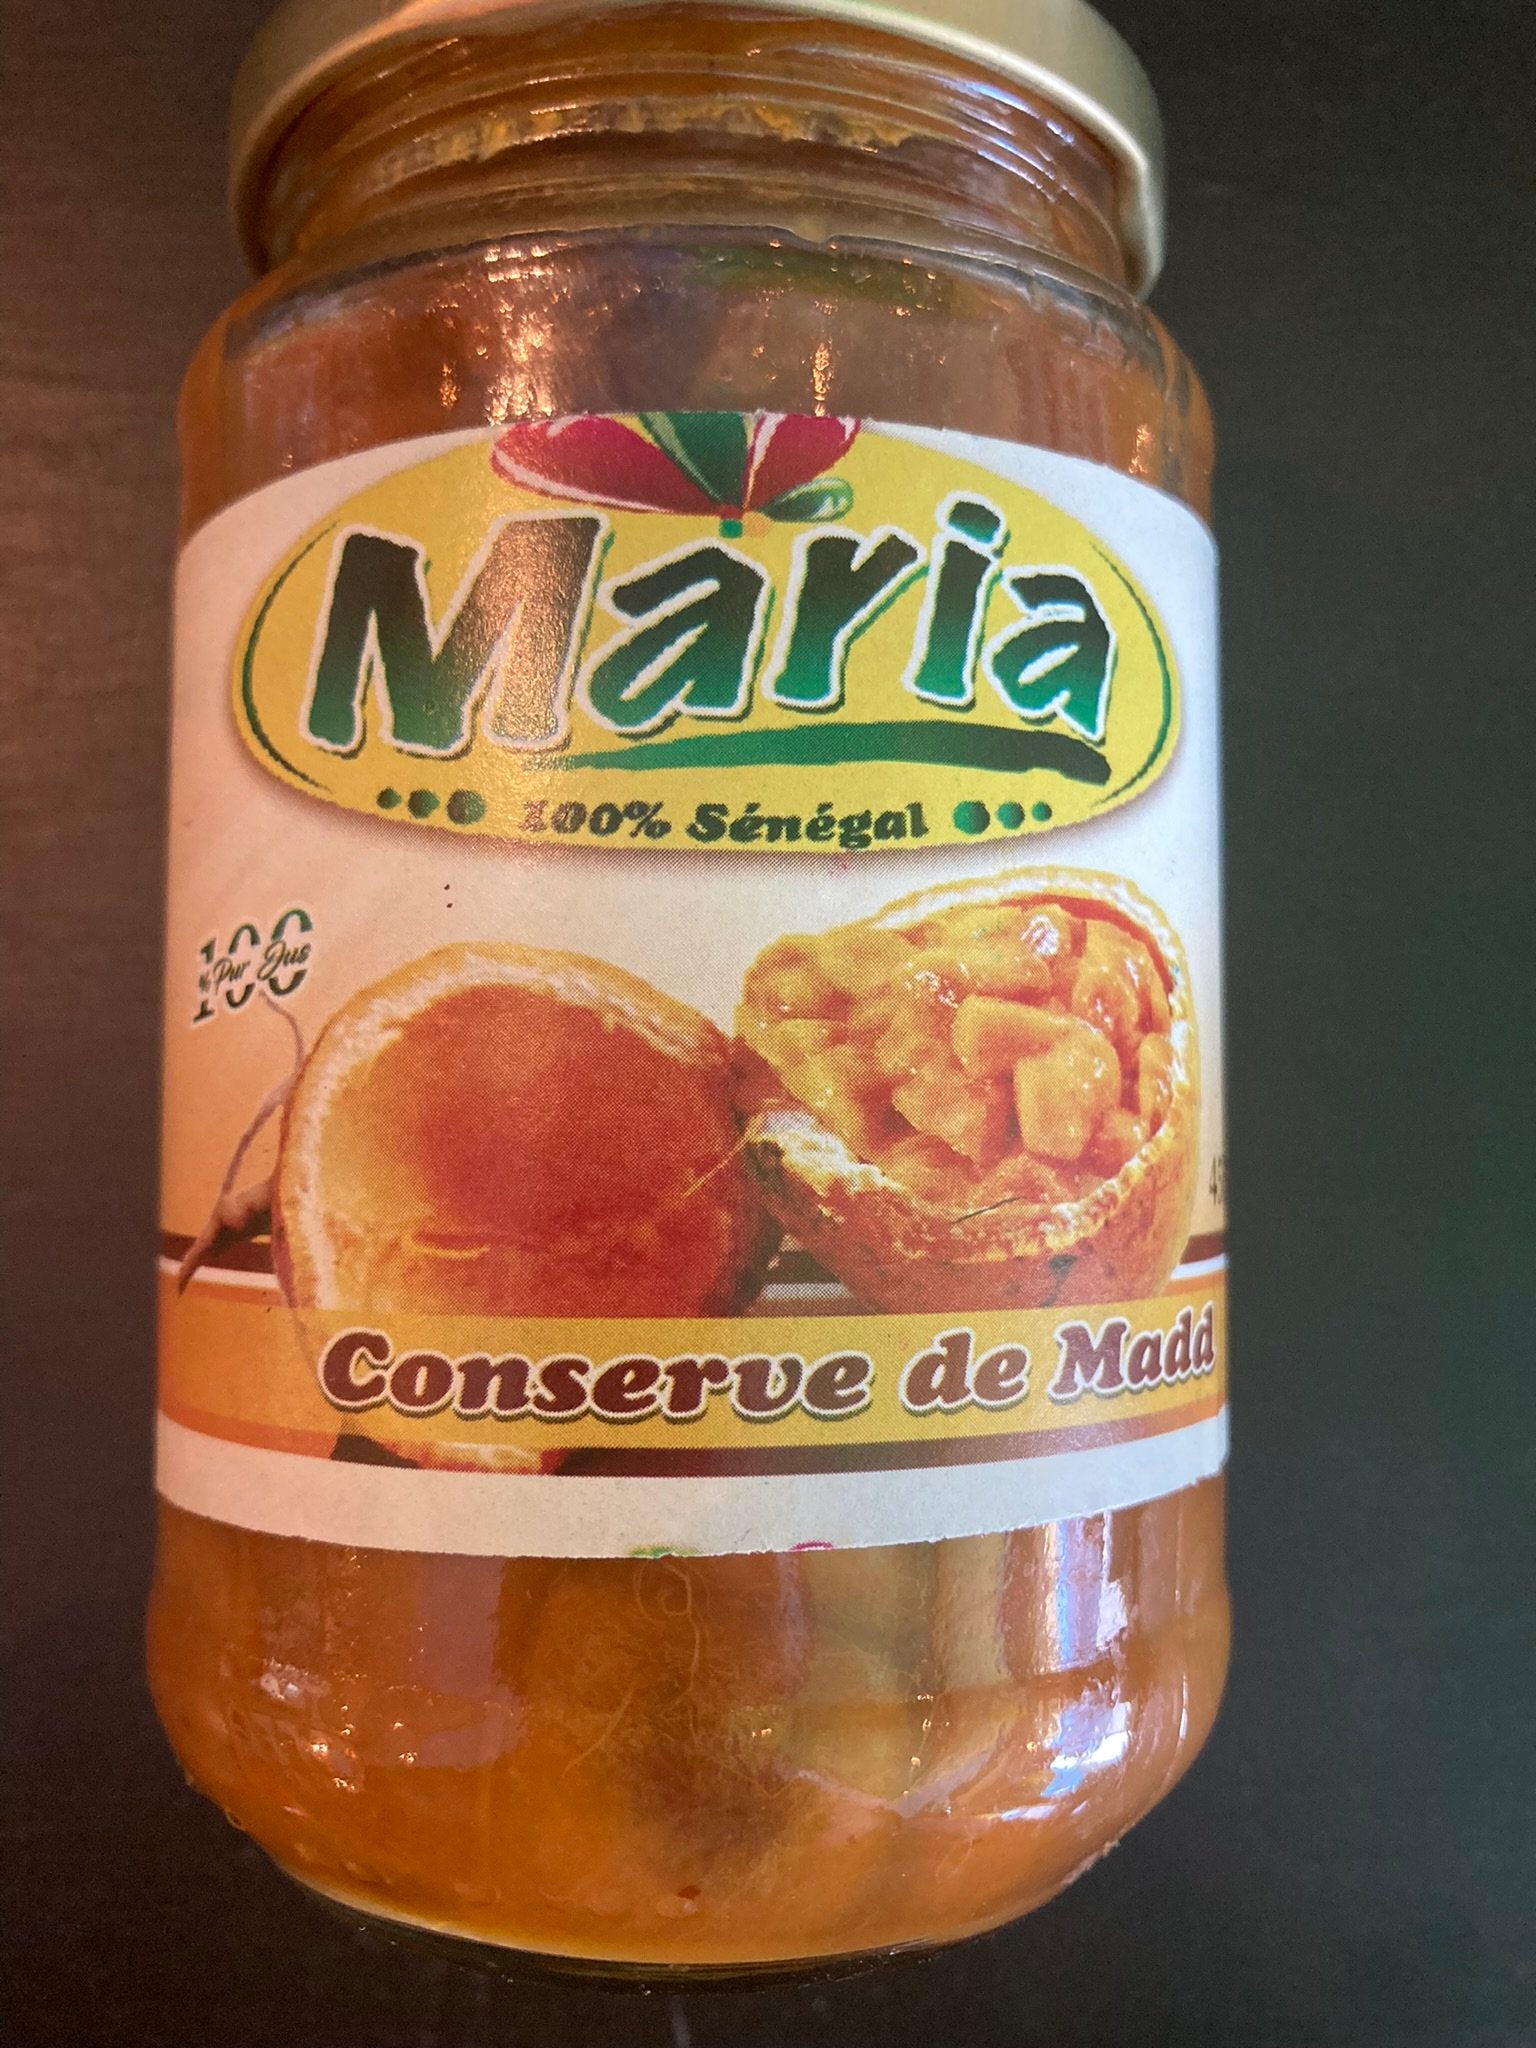 Maria
100% Sénégal
100
% Pur Jus
Conserve de Madd